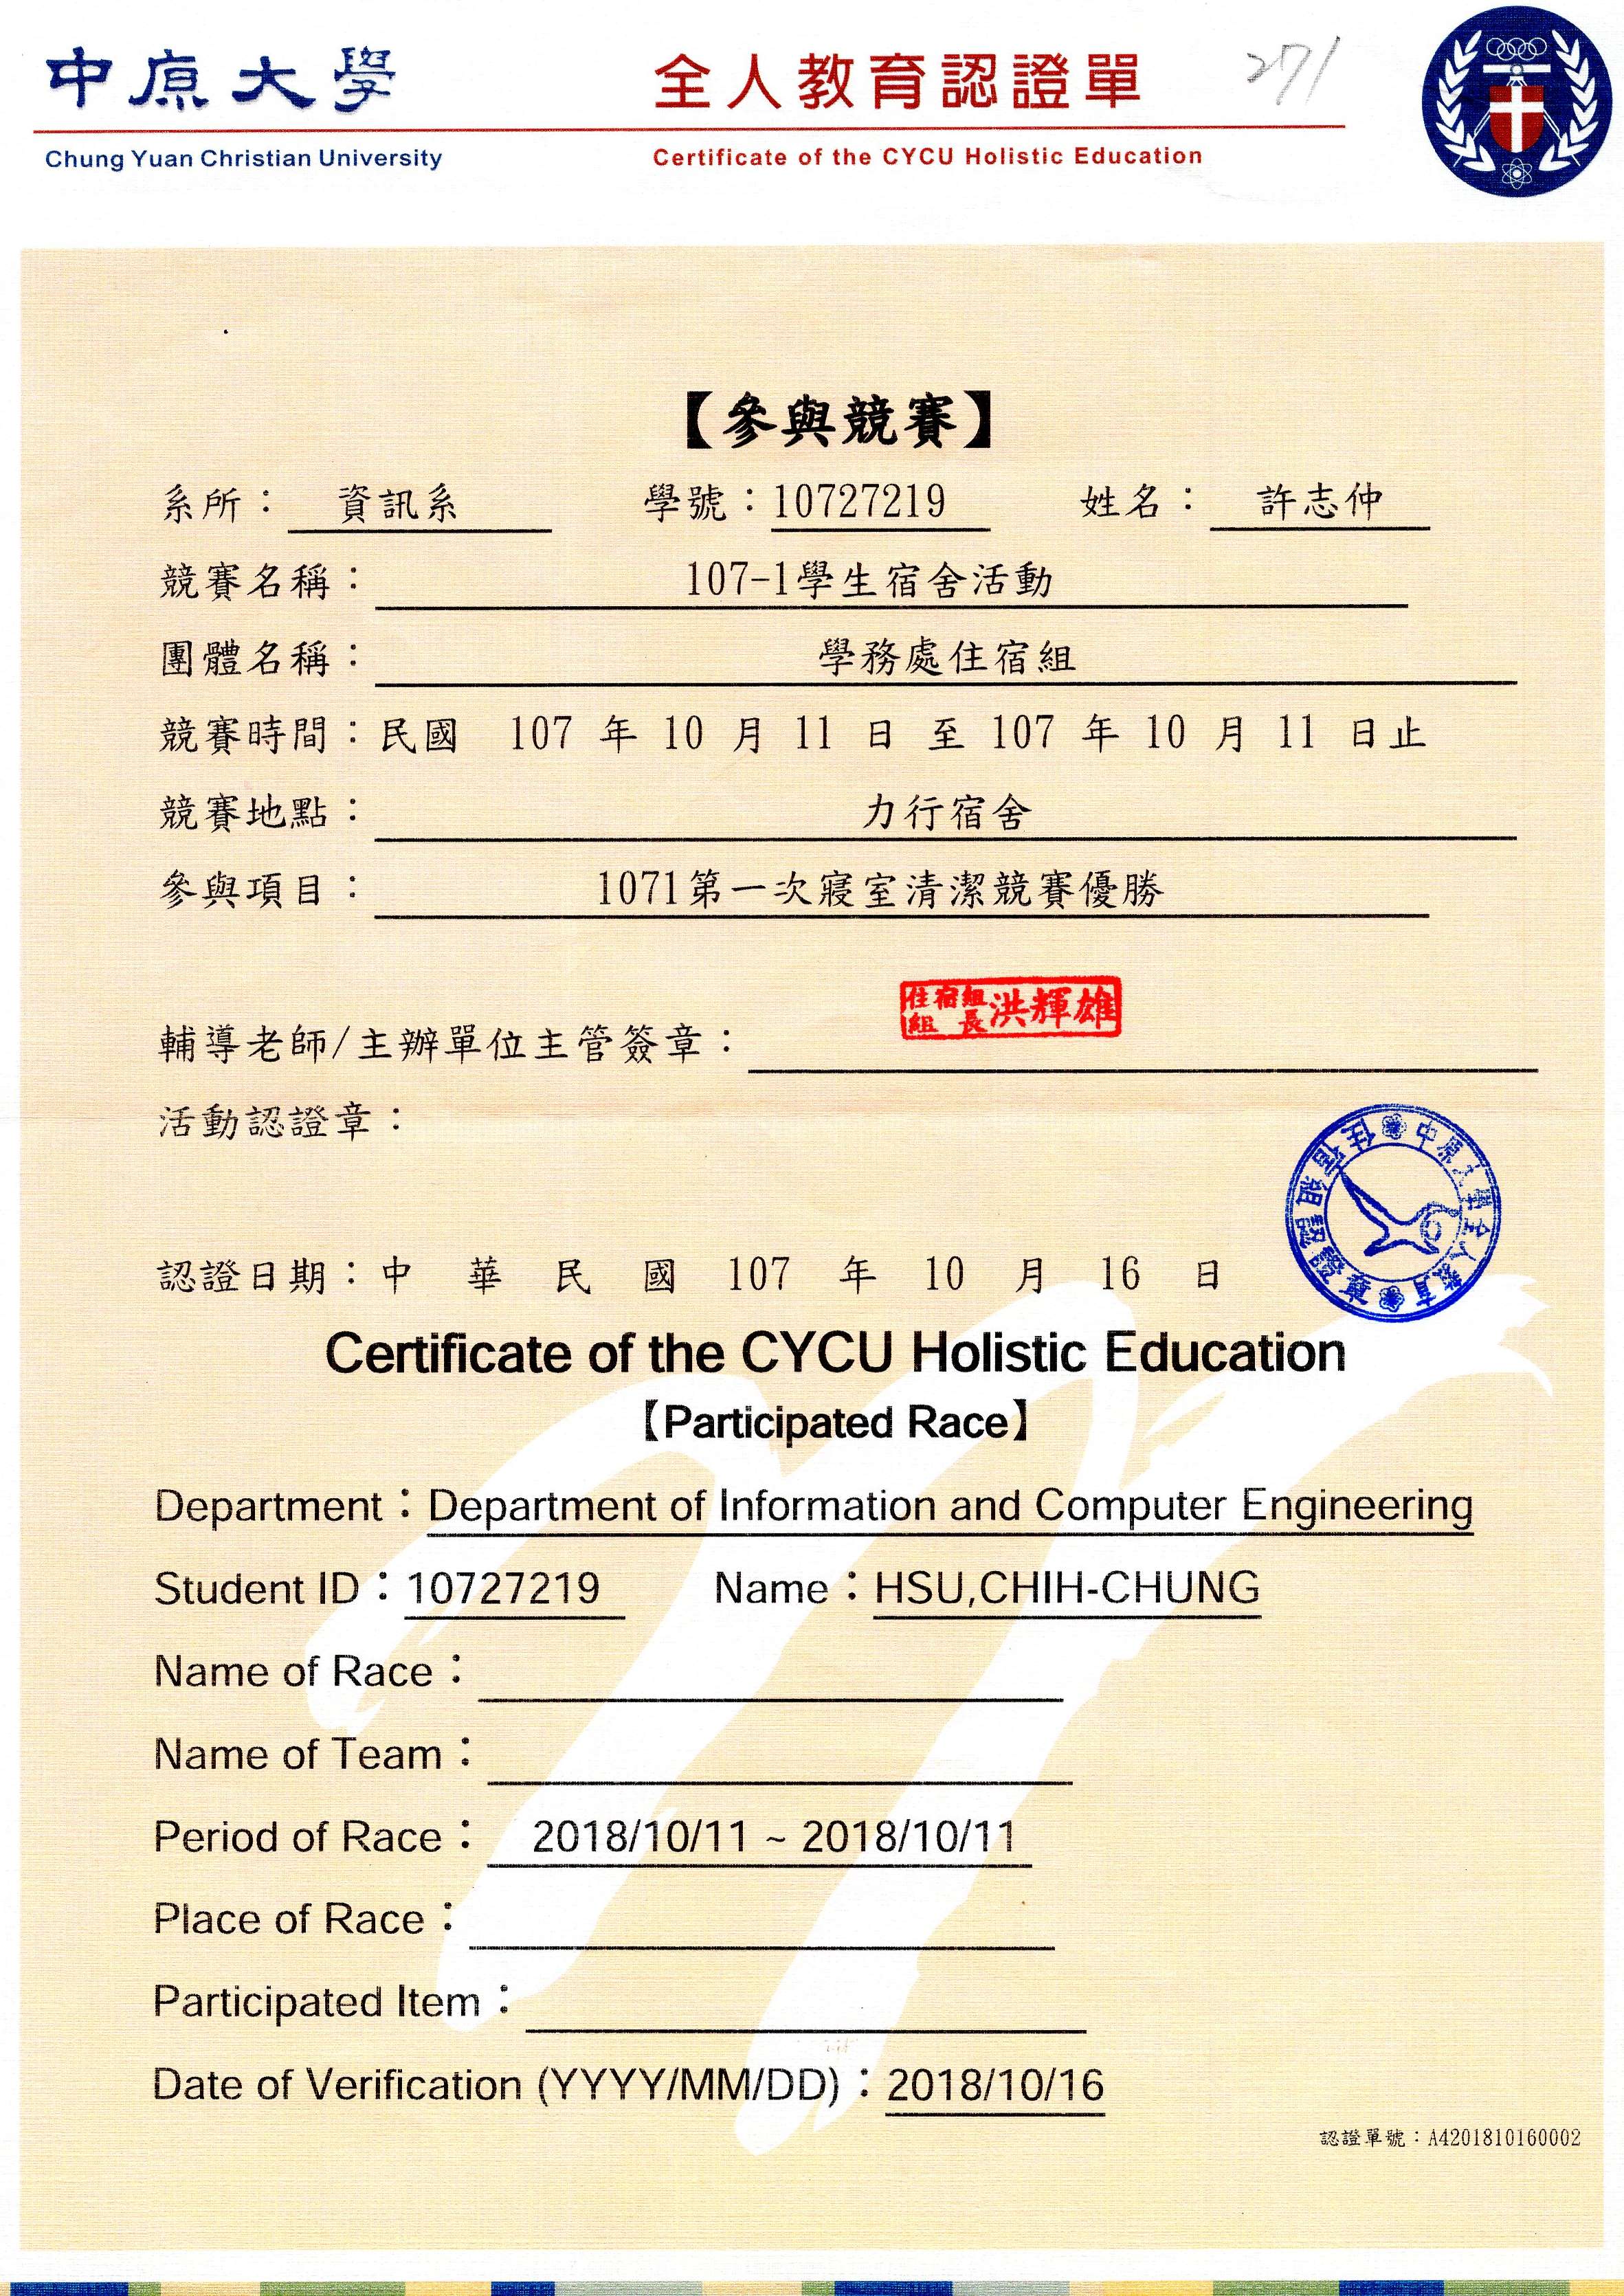 中原大學
全人教育認證單
271
Chung Yuan Christian University
Certificate of the CYCU Holistic Education
【參與競賽】
系所： 資訊系 學號：10727219 姓名： 許志仲
競賽名稱： 107-1學生宿舍活動
團體名稱： 學務處住宿組
競賽時間：民國 107 年 10 月 11 日 至 107 年 10 月 11 日止
競賽地點： 力行宿舍
參與項目： 1071第一次寢室清潔競賽優勝
住宿組組長洪輝雄
輔導老師/主辦單位主管簽章：
活動認證章：
中原大學全人教育
住宿組認證章
認證日期：中華民國 107 年 10 月 16 日
Certificate of the CYCU Holistic Education
【Participated Race】
Department：Department of Information and Computer Engineering
Student ID：10727219 Name：HSU,CHIH-CHUNG
Name of Race：
Name of Team：
Period of Race： 2018/10/11 ~ 2018/10/11
Place of Race：
Participated Item：
Date of Verification (YYYY/MM/DD)：2018/10/16
認證單號：A4201810160002